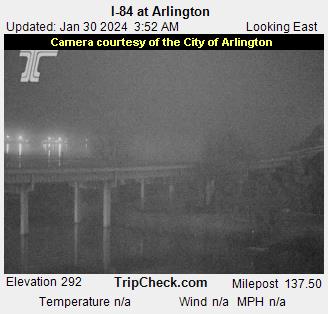 I-84 at Arlington
Updated: Jan 30 2024 3:52 AM Looking East
Camera courtesy of the City of Arlington
Elevation 292 TripCheck.com Milepost 137.50
Temperature n/a Wind n/a MPH n/a